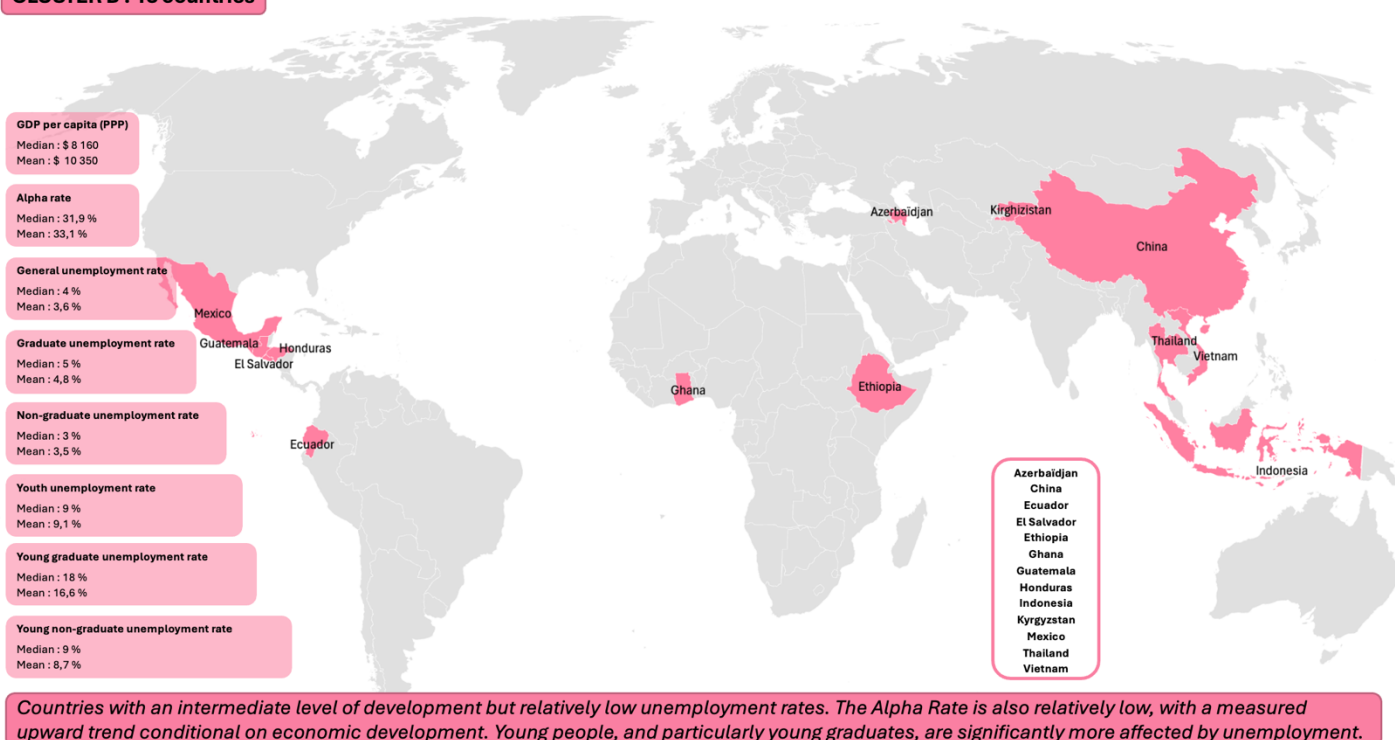 GDP per capita (PPP)
Median : $ 8 160
Mean : $ 10 350
Alpha rate
Median : 31,9 %
Mean : 33,1 %
General unemployment rate
Median : 4 %
Mean : 3,6 %
Graduate unemployment rate
Median : 5 %
Mean : 4,8 %
Non-graduate unemployment rate
Median : 3 %
Mean : 3,5 %
Youth unemployment rate
Median : 9 %
Mean : 9,1 %
Young graduate unemployment rate
Median : 18 %
Mean : 16,6 %
Young non-graduate unemployment rate
Median : 9 %
Mean : 8,7 %
Mexico
Guatemala
Honduras
El Salvador
Ecuador
Ghana
Ethiopia
Azerbaïdjan
Kirghizistan
China
Thaïland
Vietnam
Indonesia
Azerbaïdjan
China
Ecuador
El Salvador
Ethiopia
Ghana
Guatemala
Honduras
Indonesia
Kyrgyzstan
Mexico
Thailand
Vietnam
Countries with an intermediate level of development but relatively low unemployment rates. The Alpha Rate is also relatively low, with a measured
upward trend conditional on economic development. Young people, and particularly young graduates, are significantly more affected by unemployment.